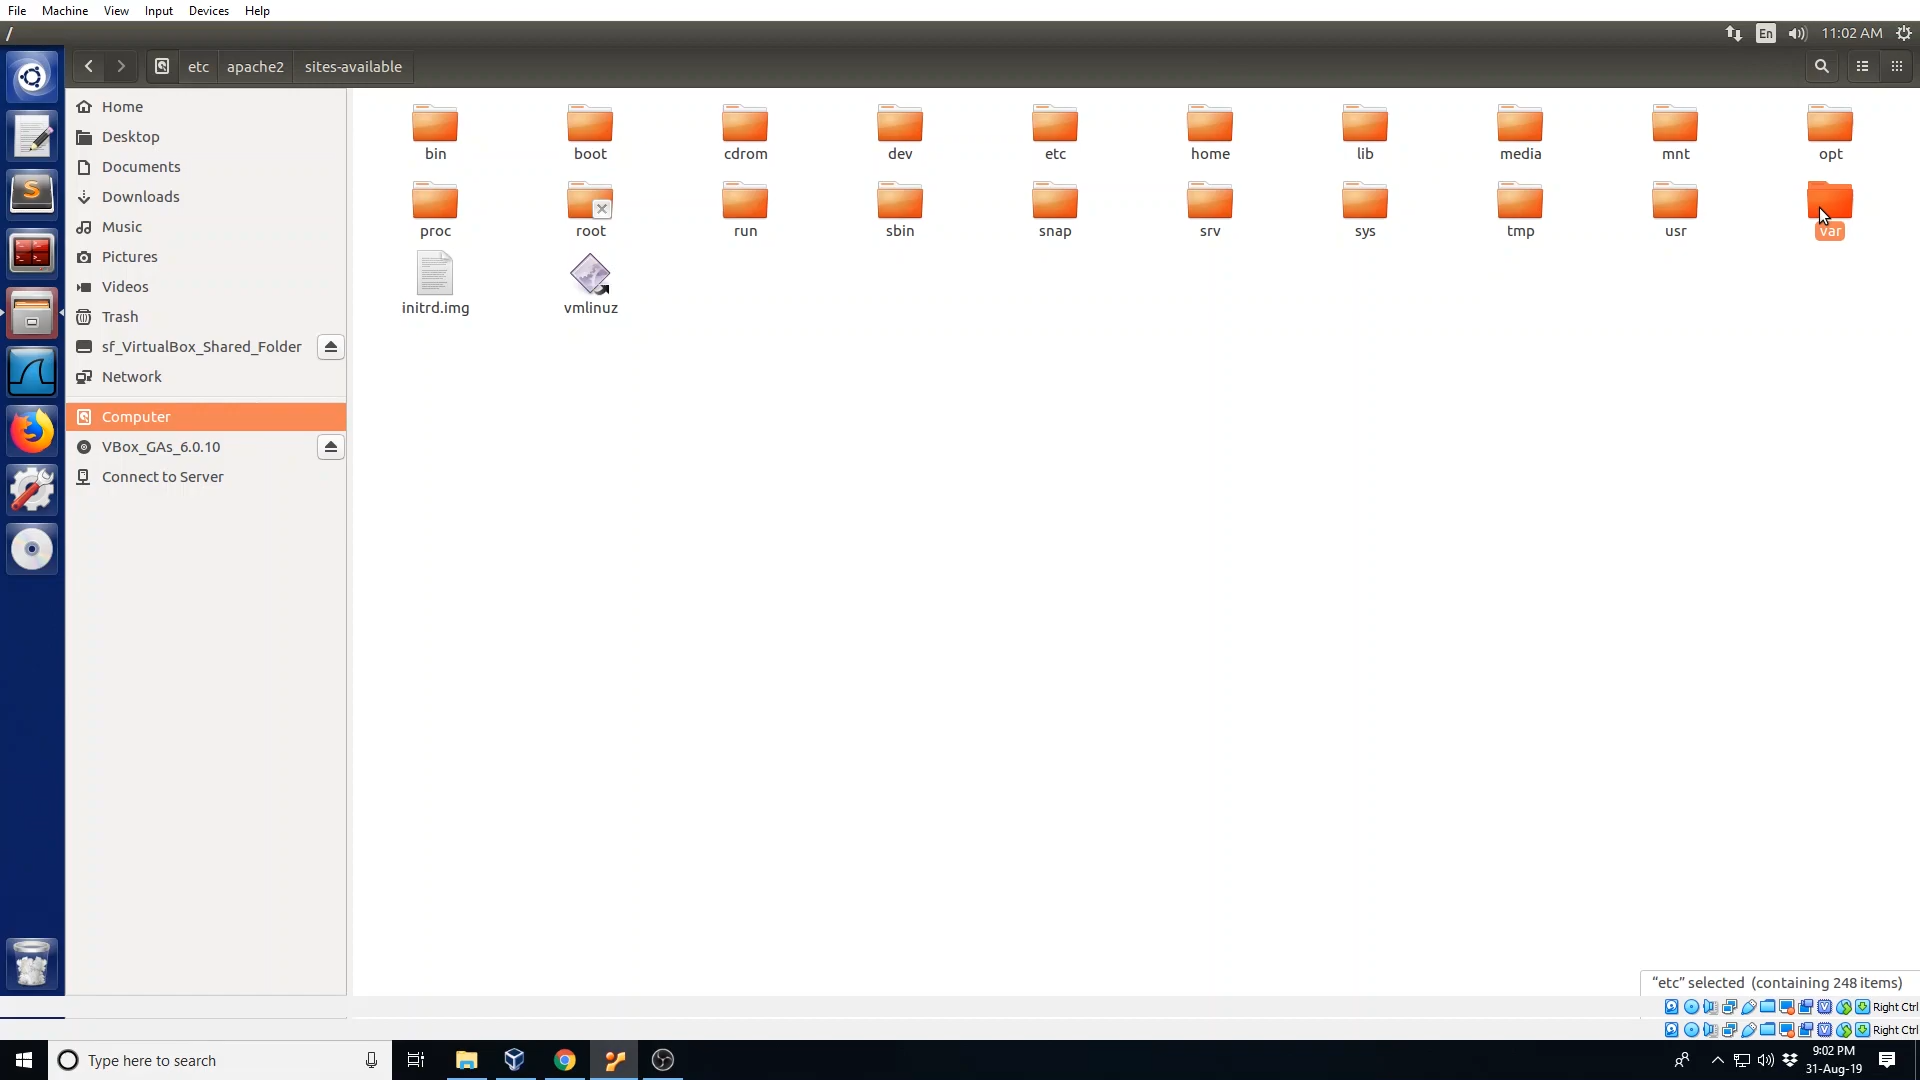 File Machine View Input Devices Help
/ En 11:02 AM
etc apache2 sites-available
Home
Desktop
Documents
Downloads
Music
Pictures
Videos
Trash
sf_VirtualBox_Shared_Folder
Network
Computer
VBox_GAs_6.0.10
Connect to Server
bin boot cdrom dev etc home lib media mnt opt
proc root run sbin snap srv sys tmp usr var
initrd.img vmlinuz
"etc" selected (containing 248 items)
Right Ctrl
Right Ctrl
Type here to search
9:02 PM
31-Aug-19